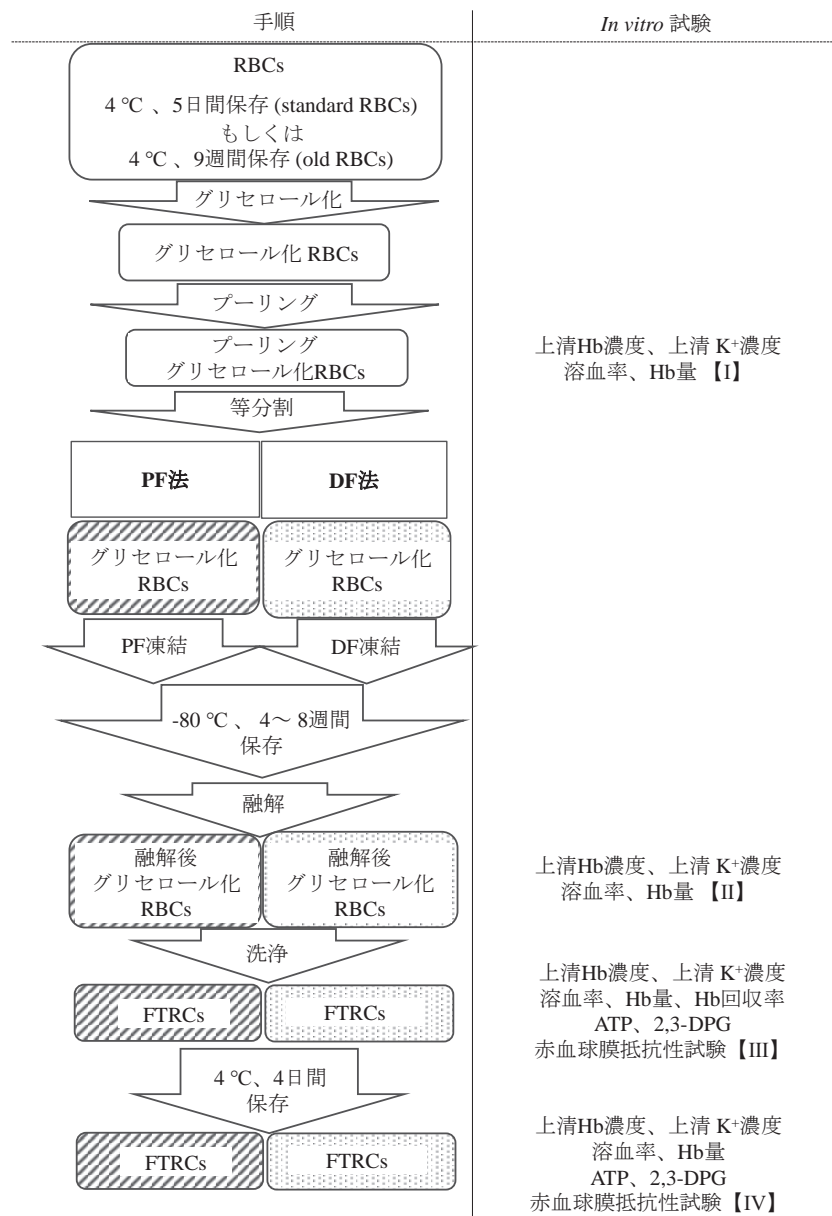 手順
In vitro 試験
RBCs
4 ℃ 、5日間保存 (standard RBCs)
もしくは
4 ℃ 、9週間保存 (old RBCs)
グリセロール化
グリセロール化 RBCs
プーリング
プーリング
グリセロール化RBCs
上清Hb濃度、上清 K⁺濃度
溶血率、Hb量 【I】
等分割
PF法
DF法
グリセロール化
RBCs
グリセロール化
RBCs
PF凍結
DF凍結
-80 ℃ 、 4〜 8週間
保存
融解
融解後
グリセロール化
RBCs
融解後
グリセロール化
RBCs
上清Hb濃度、上清 K⁺濃度
溶血率、Hb量 【II】
洗浄
FTRCs
FTRCs
上清Hb濃度、上清 K⁺濃度
溶血率、Hb量、Hb回収率
ATP、2,3-DPG
赤血球膜抵抗性試験【III】
4 ℃、4日間
保存
FTRCs
FTRCs
上清Hb濃度、上清 K⁺濃度
溶血率、Hb量
ATP、2,3-DPG
赤血球膜抵抗性試験【IV】